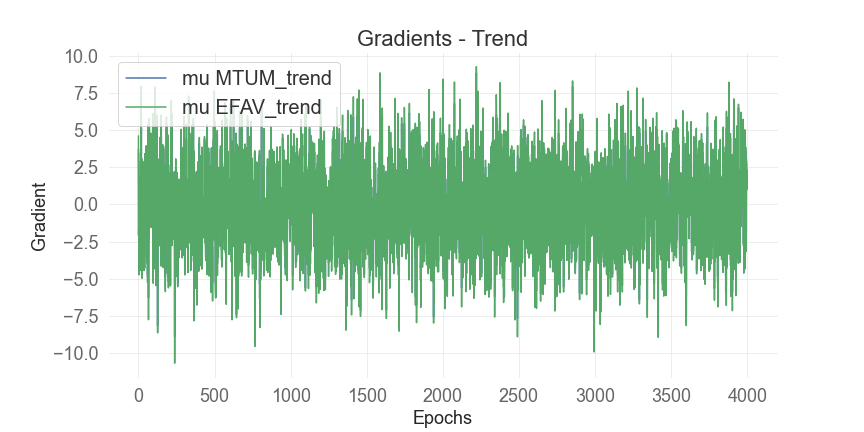 Gradients - Trend
10.0
7.5
5.0
2.5
0.0
−2.5
−5.0
−7.5
−10.0
Gradient
mu MTUM_trend
mu EFAV_trend
0 500 1000 1500 2000 2500 3000 3500 4000
Epochs